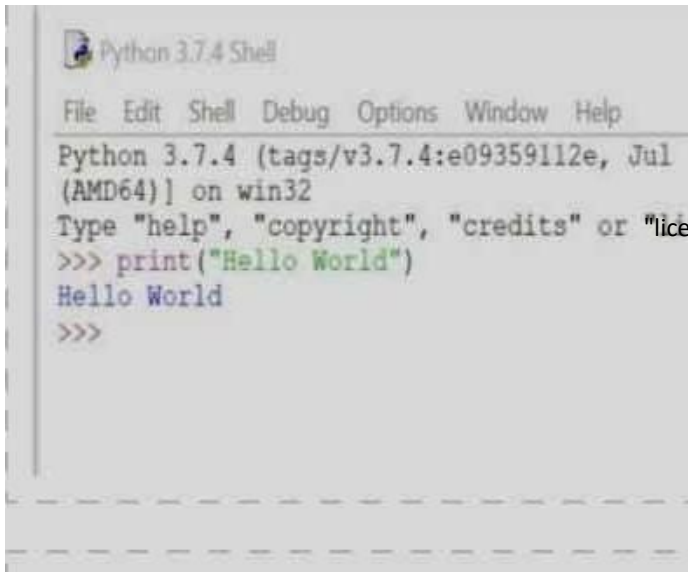 Python 3.7.4 Shell
File Edit Shell Debug Options Window Help
Python 3.7.4 (tags/v3.7.4:e09359112e, Jul
(AMD64)] on win32
Type "help", "copyright", "credits" or "lice
>>> print("Hello World")
Hello World
>>>